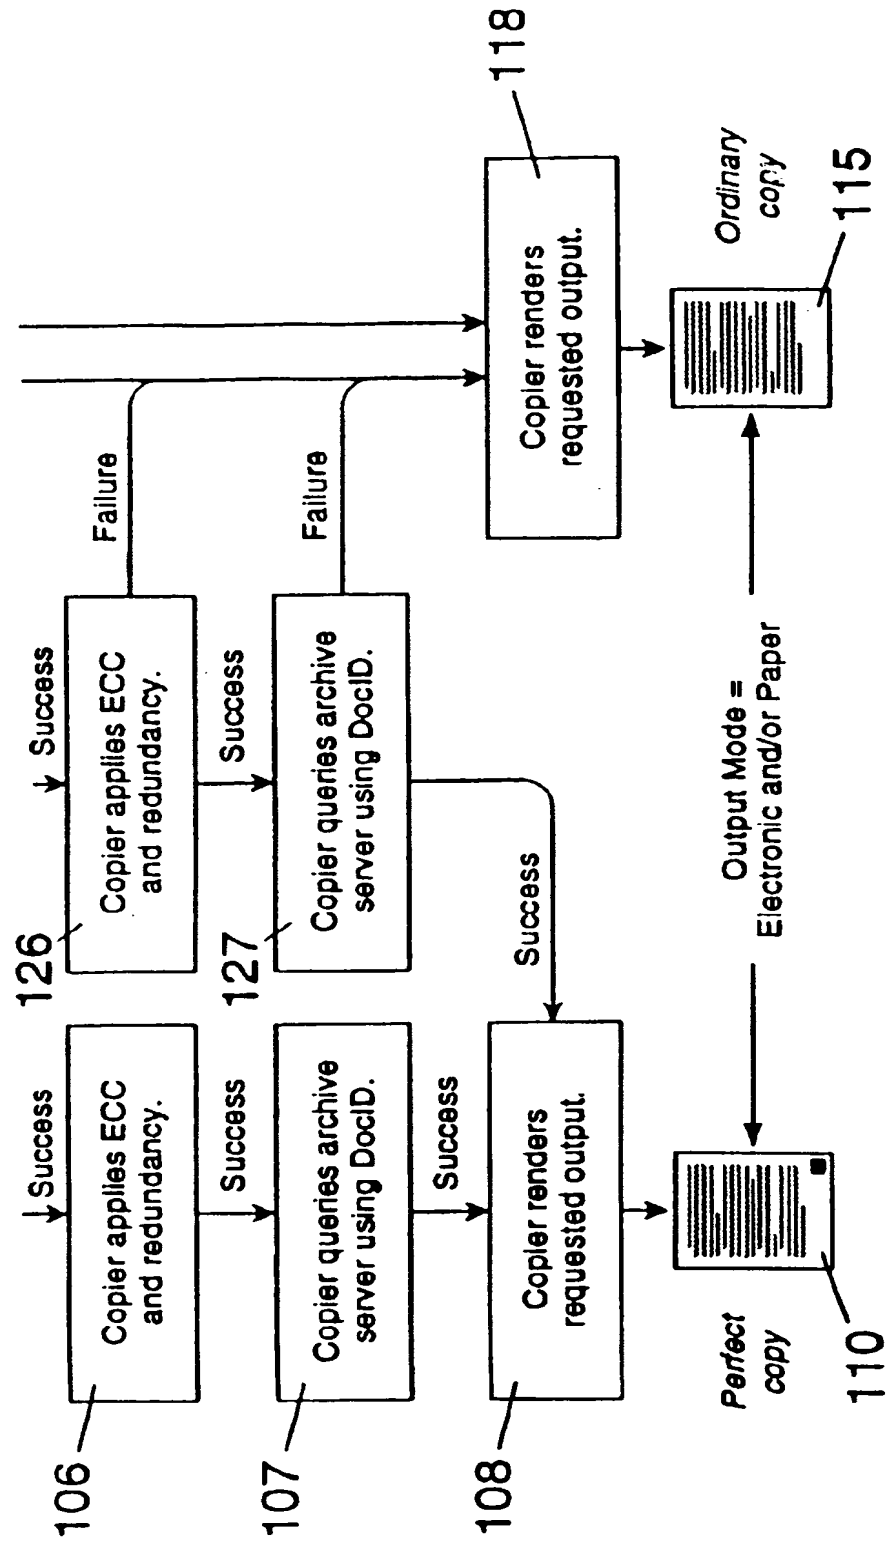 Success
Success
126
Copier applies ECC
and redundancy.
Copier applies ECC
and redundancy.
Failure
106
Success
Success
127
Copier queries archive
server using DocID.
Copier queries archive
server using DocID.
Failure
107
Success
Success
118
Copier renders
requested output.
Copier renders
requested output.
108
Perfect
copy
110
Output Mode =
Electronic and/or Paper
Ordinary
copy
115